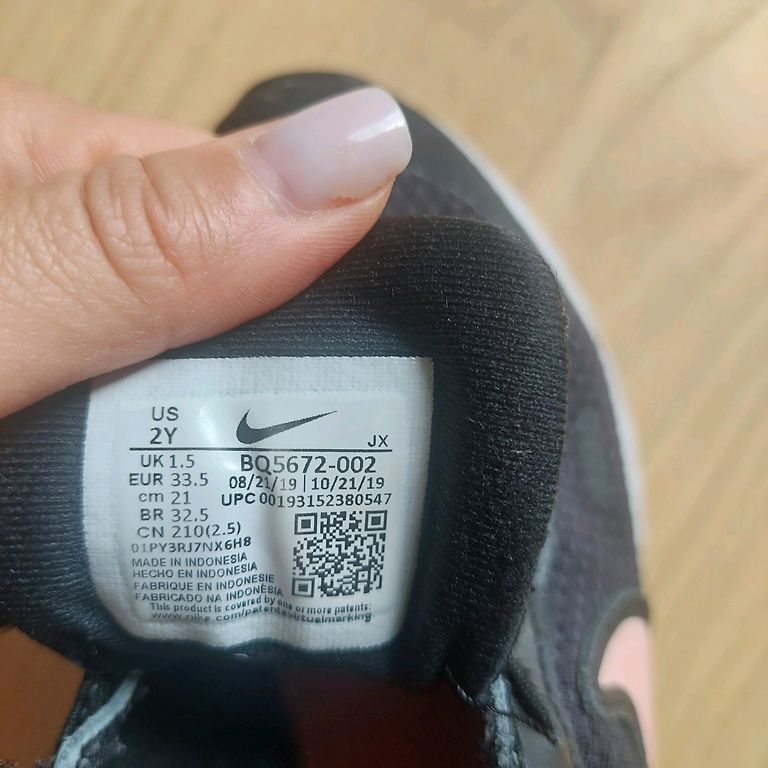 US
2Y
JX
UK 1.5
BQ5672-002
EUR 33.5
08/21/19 | 10/21/19
cm 21
UPC 00193152380547
BR 32.5
CN 210(2.5)
01PY3RJ7NX6H8
MADE IN INDONESIA
HECHO EN INDONESIA
FABRIQUE EN INDONESIE
FABRICADO NA INDONÉSIA
This product is covered by one or more patents:
www.nike.com/patentsvirtualmarking